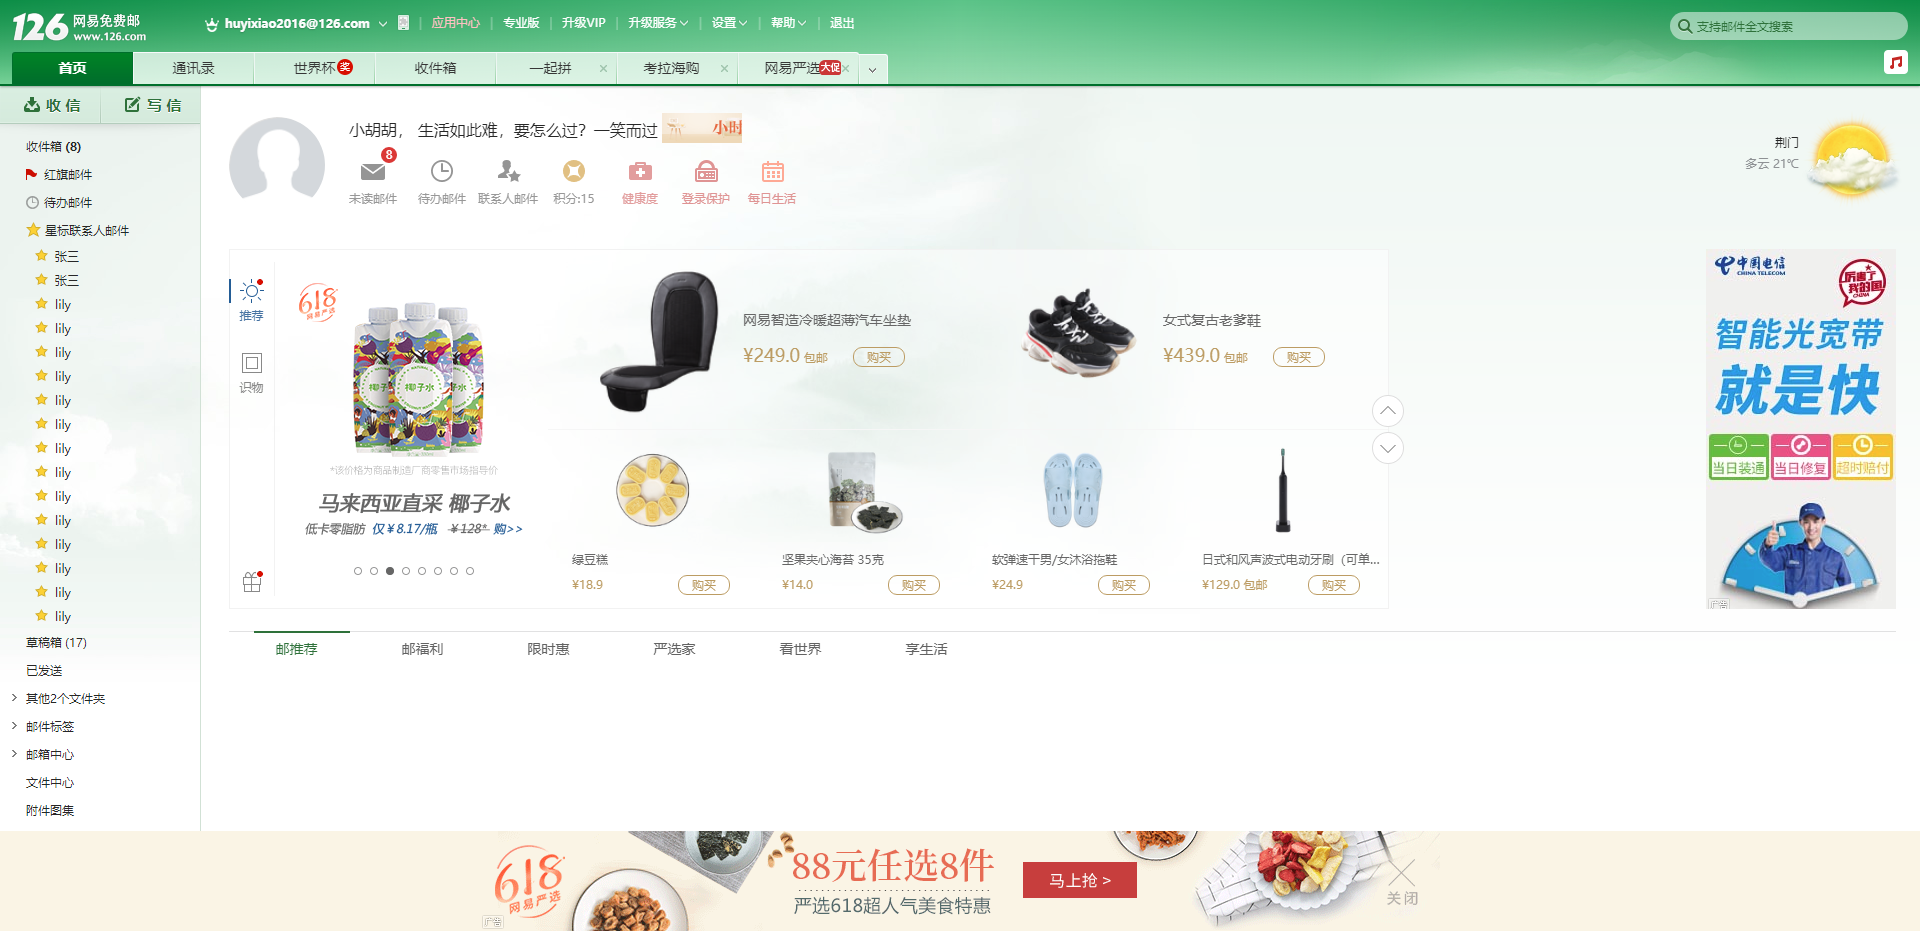 126 网易免费邮
www.126.com
huyixiao2016@126.com
应用中心 专业版 升级VIP 升级服务 设置 帮助 退出
支持邮件全文搜索
首页 通讯录 世界杯 奖 收件箱 一起拼 考拉海购 网易严选 大促
收信 写信
收件箱 (8)
红旗邮件
待办邮件
星标联系人邮件
张三
张三
lily
lily
lily
lily
lily
lily
lily
lily
lily
lily
lily
lily
lily
lily
草稿箱 (17)
已发送
其他2个文件夹
邮件标签
邮箱中心
文件中心
附件图集
小胡胡， 生活如此难，要怎么过？一笑而过
小时
8
未读邮件 待办邮件 联系人邮件 积分:15 健康度 登录保护 每日生活
荆门
多云 21℃
推荐
识物
618
网易严选
椰子水
*该价格为商品制造厂商零售市场指导价
马来西亚直采 椰子水
低卡零脂肪 仅￥8.17/瓶 ￥128* 购>>
网易智造冷暖超薄汽车坐垫
¥249.0 包邮 购买
女式复古老爹鞋
¥439.0 包邮 购买
绿豆糕
¥18.9 购买
坚果夹心海苔 35克
¥14.0 购买
软弹速干男/女沐浴拖鞋
¥24.9 购买
日式和风声波式电动牙刷（可单...
¥129.0 包邮 购买
中国电信
CHINA TELECOM
厉害了
我的国
CHINA
智能光宽带
就是快
当日装通 当日修复 超时赔付
广告
邮推荐 邮福利 限时惠 严选家 看世界 享生活
618
网易严选
广告
88元任选8件
严选618超人气美食特惠
马上抢 >
关闭